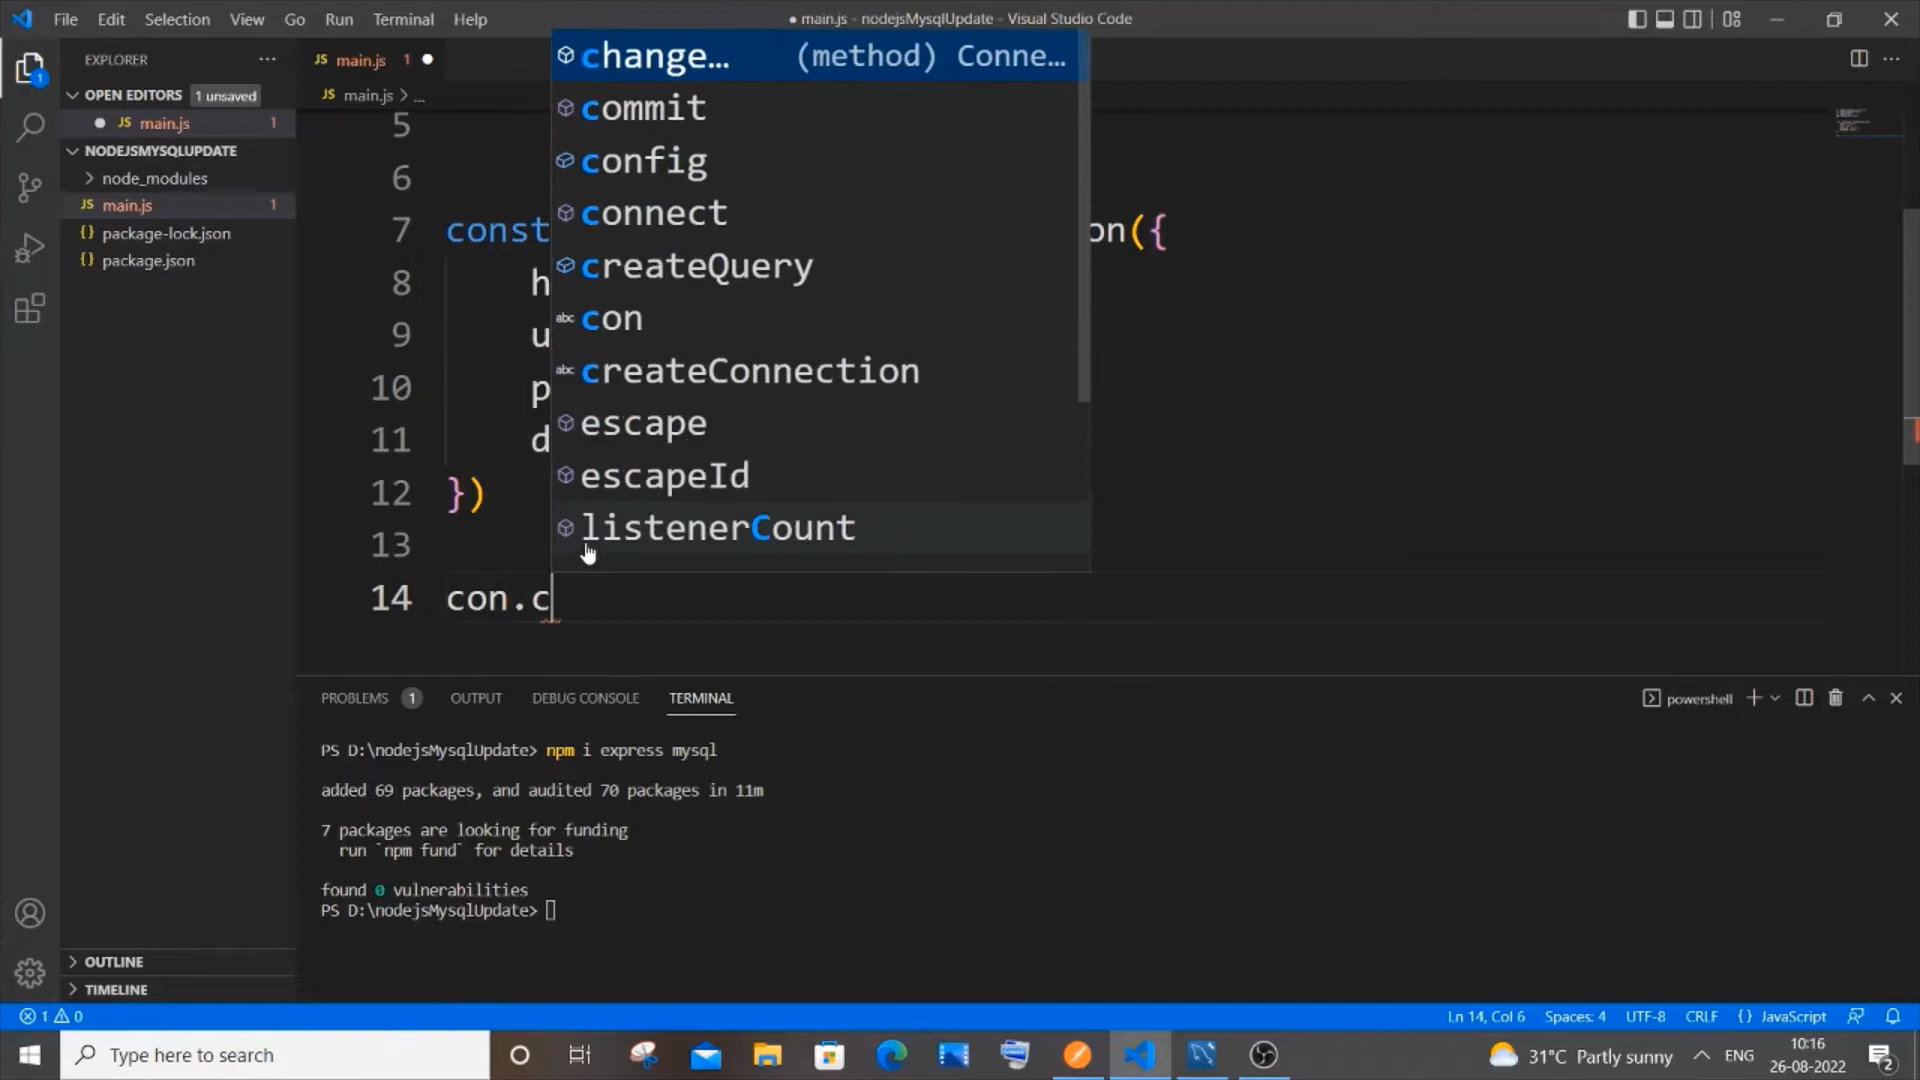 File Edit Selection View Go Run Terminal Help
● main.js - nodejsMysqlUpdate - Visual Studio Code
EXPLORER ...
OPEN EDITORS 1 unsaved
● JS main.js 1
NODEJSMYSQLUPDATE
node_modules
JS main.js 1
{} package-lock.json
{} package.json
OUTLINE
TIMELINE
JS main.js 1 ●
JS main.js > ...
5
6
7 const on({
8 h
9 u
10 p
11 d
12 })
13
14 con.c
change... (method) Conne...
commit
config
connect
createQuery
abc con
abc createConnection
escape
escapeId
listenerCount
PROBLEMS 1 OUTPUT DEBUG CONSOLE TERMINAL
powershell
PS D:\nodejsMysqlUpdate> npm i express mysql
added 69 packages, and audited 70 packages in 11m
7 packages are looking for funding
run `npm fund` for details
found 0 vulnerabilities
PS D:\nodejsMysqlUpdate>
1 0
Ln 14, Col 6 Spaces: 4 UTF-8 CRLF {} JavaScript
Type here to search
31°C Partly sunny ENG
10:16
26-08-2022
2